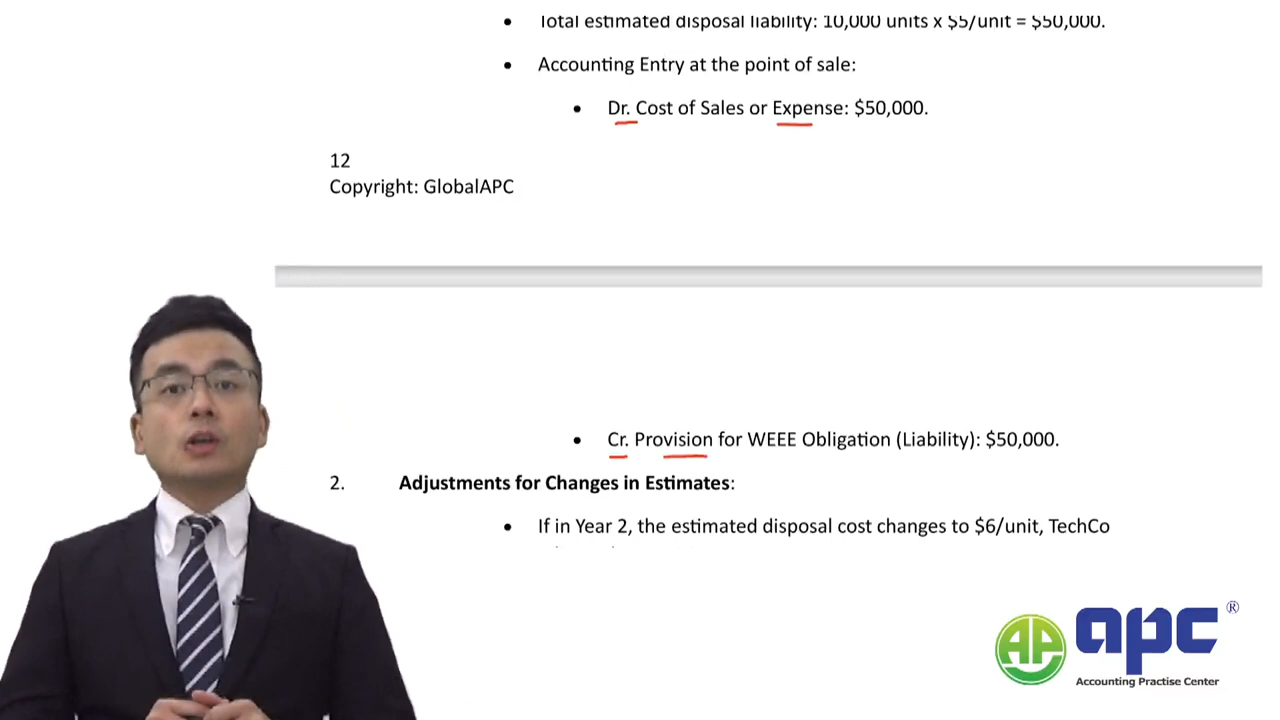 • Total estimated disposal liability: 10,000 units x $5/unit = $50,000.
• Accounting Entry at the point of sale:
• Dr. Cost of Sales or Expense: $50,000.
12
Copyright: GlobalAPC
• Cr. Provision for WEEE Obligation (Liability): $50,000.
2. Adjustments for Changes in Estimates:
• If in Year 2, the estimated disposal cost changes to $6/unit, TechCo
AP apc ®
Accounting Practise Center